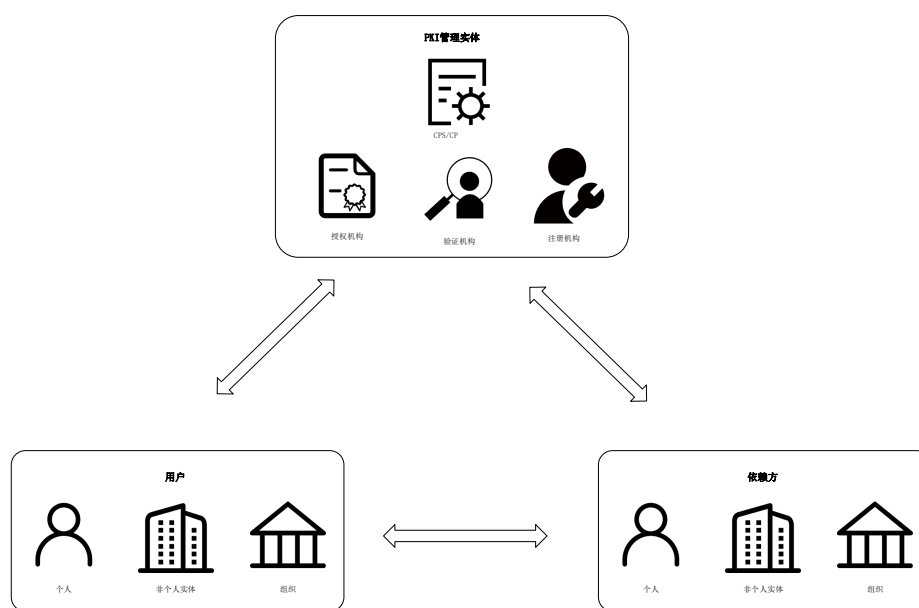 PKI管理实体
CPS/CP
授权机构
验证机构
注册机构
用户
个人
非个人实体
组织
依赖方
个人
非个人实体
组织